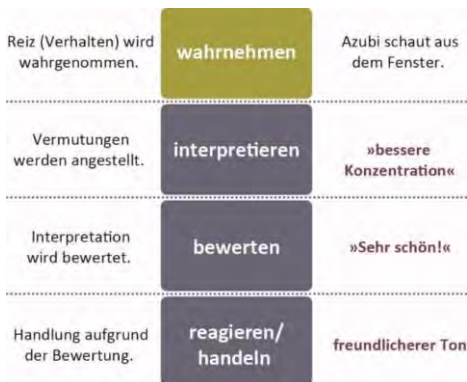 Reiz (Verhalten) wird
wahrgenommen.
wahrnehmen
Azubi schaut aus
dem Fenster.
Vermutungen
werden angestellt.
interpretieren
»bessere
Konzentration«
Interpretation
wird bewertet.
bewerten
»Sehr schön!«
Handlung aufgrund
der Bewertung.
reagieren/
handeln
freundlicherer Ton